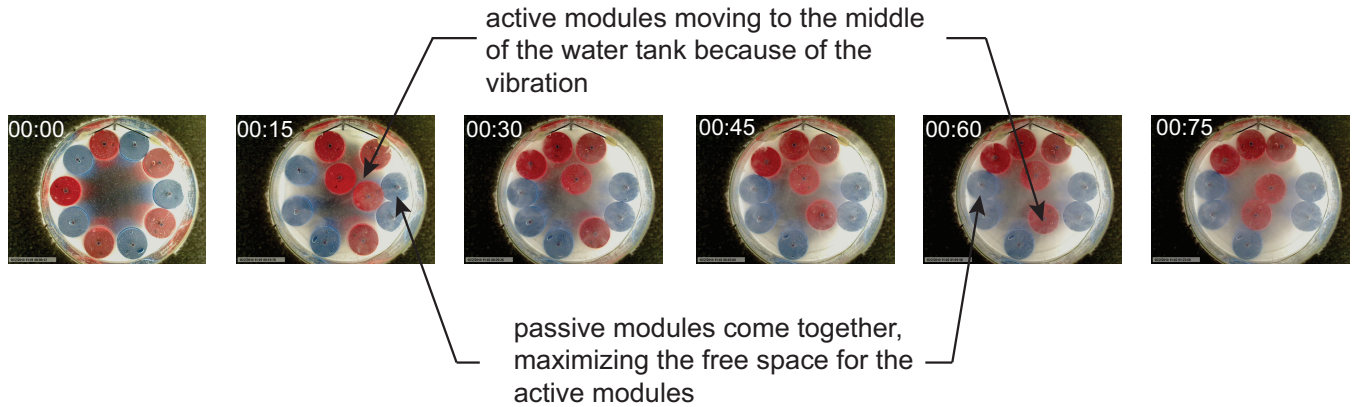 active modules moving to the middle
of the water tank because of the
vibration
00:00
00:15
00:30
00:45
00:60
00:75
passive modules come together,
maximizing the free space for the
active modules